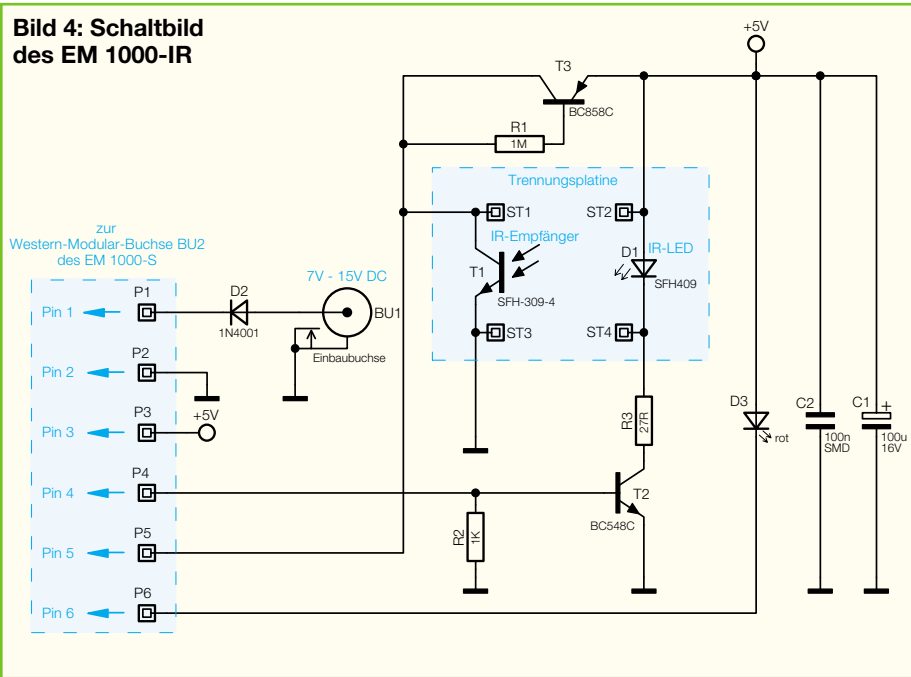 Bild 4: Schaltbild
des EM 1000-IR
+5V
T3
BC858C
R1
1M
Trennungsplatine
ST1
ST2
IR-Empfänger
D1
IR-LED
T1
SFH409
SFH-309-4
ST3
ST4
zur
Western-Modular-Buchse BU2
des EM 1000-S
7V - 15V DC
Pin 1
P1
D2
1N4001
BU1
Einbaubuchse
Pin 2
P2
Pin 3
P3
+5V
Pin 4
P4
Pin 5
P5
Pin 6
P6
R2
1K
R3
27R
T2
BC548C
D3
rot
C2
100n
SMD
C1
+
100u
16V